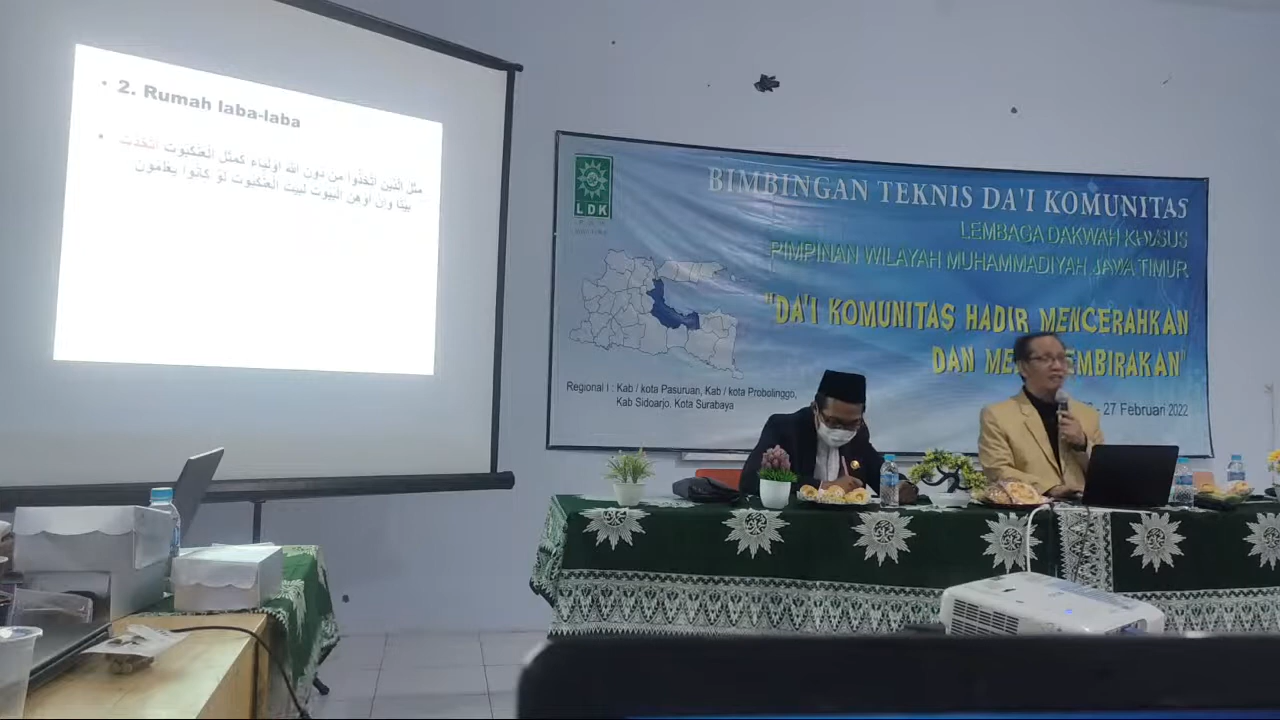 • 2. Rumah laba-laba
• مثل الذين اتخذوا من دون الله اولياء كمثل العنكبوت اتخذت
بيتا وان اوهن البيوت لبيت العنكبوت لو كانوا يعلمون
LDK
BIMBINGAN TEKNIS DA'I KOMUNITAS
LEMBAGA DAKWAH KHUSUS
PIMPINAN WILAYAH MUHAMMADIYAH JAWA TIMUR
"DA'I KOMUNITAS HADIR MENCERAHKAN
DAN
Regional I : Kab / kota Pasuruan, Kab / kota Probolinggo,
Kab Sidoarjo, Kota Surabaya
- 27 Februari 2022